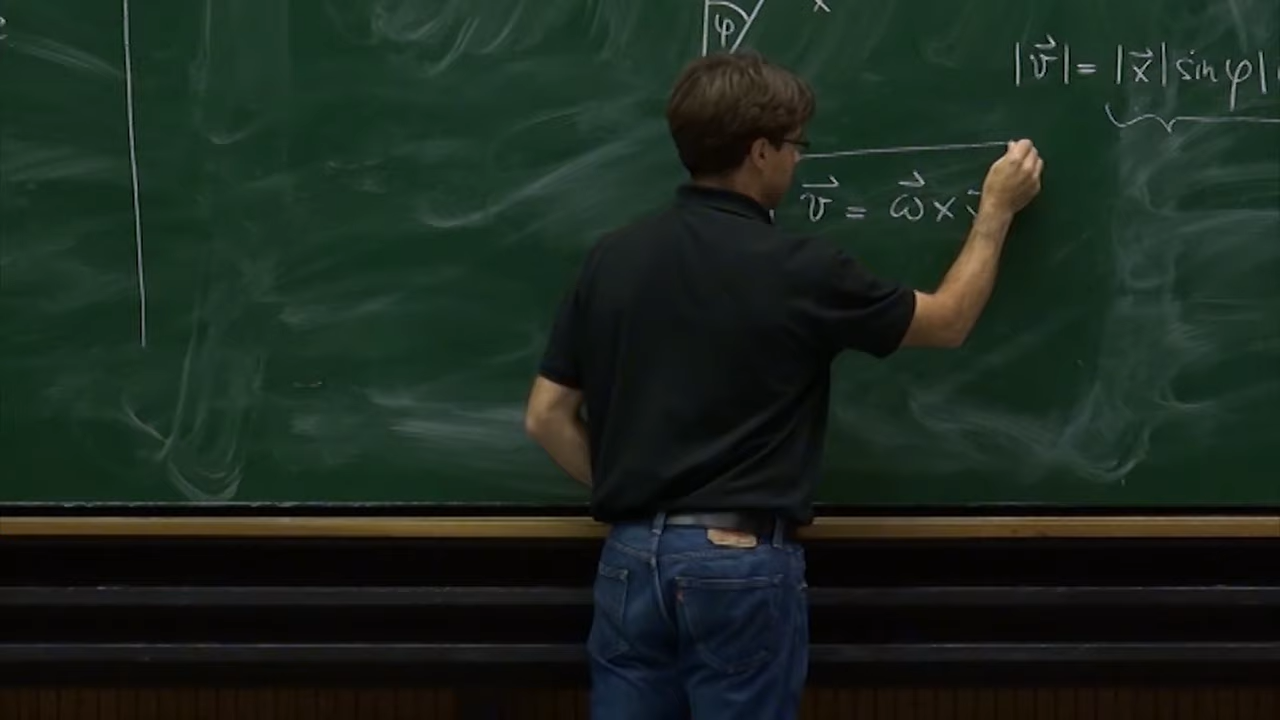 φ
x
|v⃗| = |x⃗| sin φ |
v⃗ = ω⃗ ×